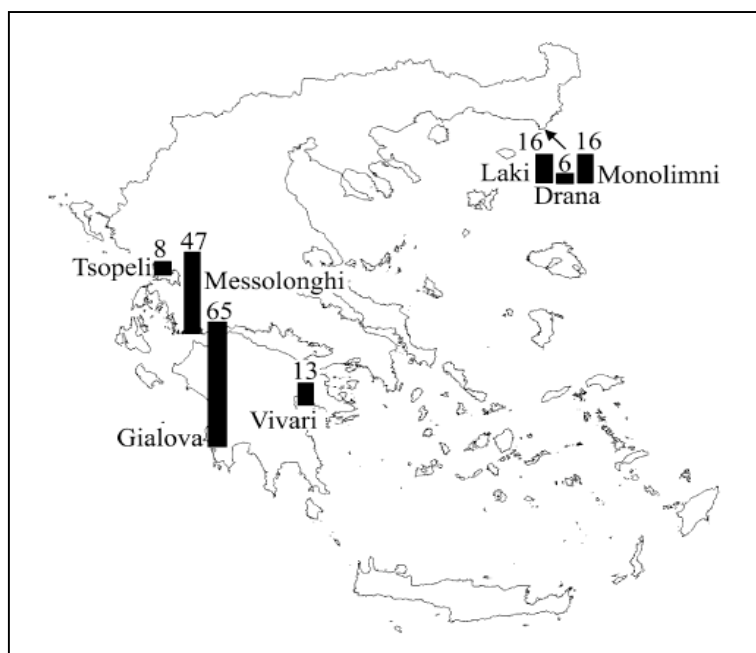 16 6 16
Laki Monolimni
Drana
8 47
Tsopeli Messolonghi
65
13
Vivari
Gialova